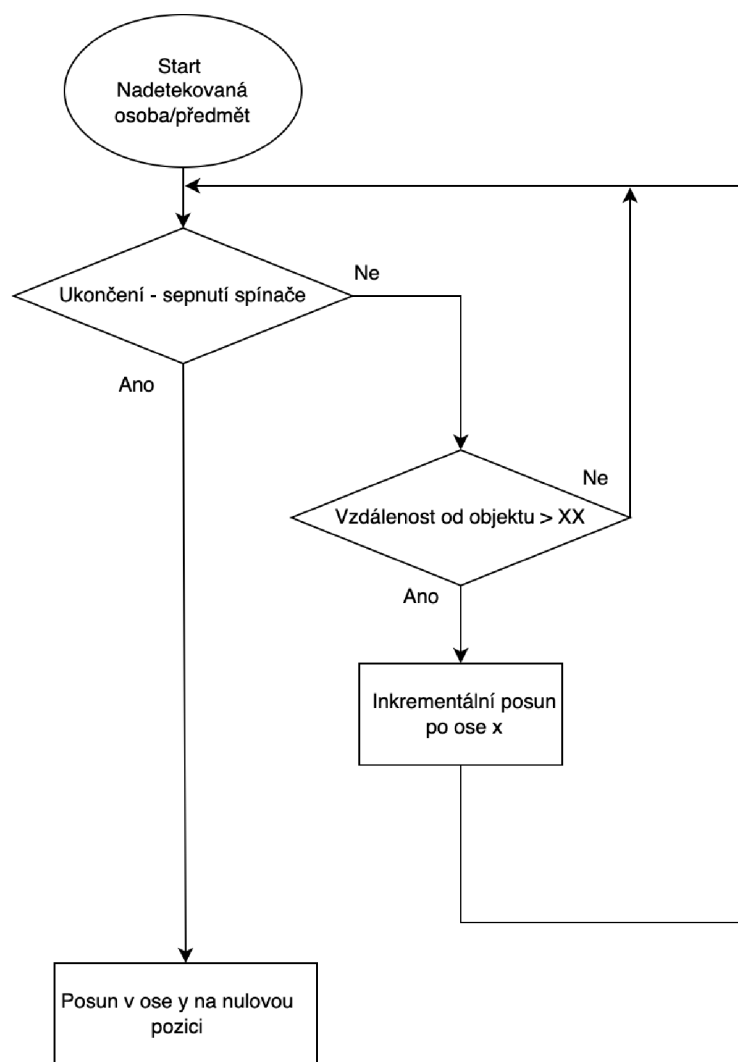 Start
Nadetekovaná
osoba/předmět
Ne
Ukončení - sepnutí spínače
Ano
Ne
Vzdálenost od objektu > XX
Ano
Inkrementální posun
po ose x
Posun v ose y na nulovou
pozici